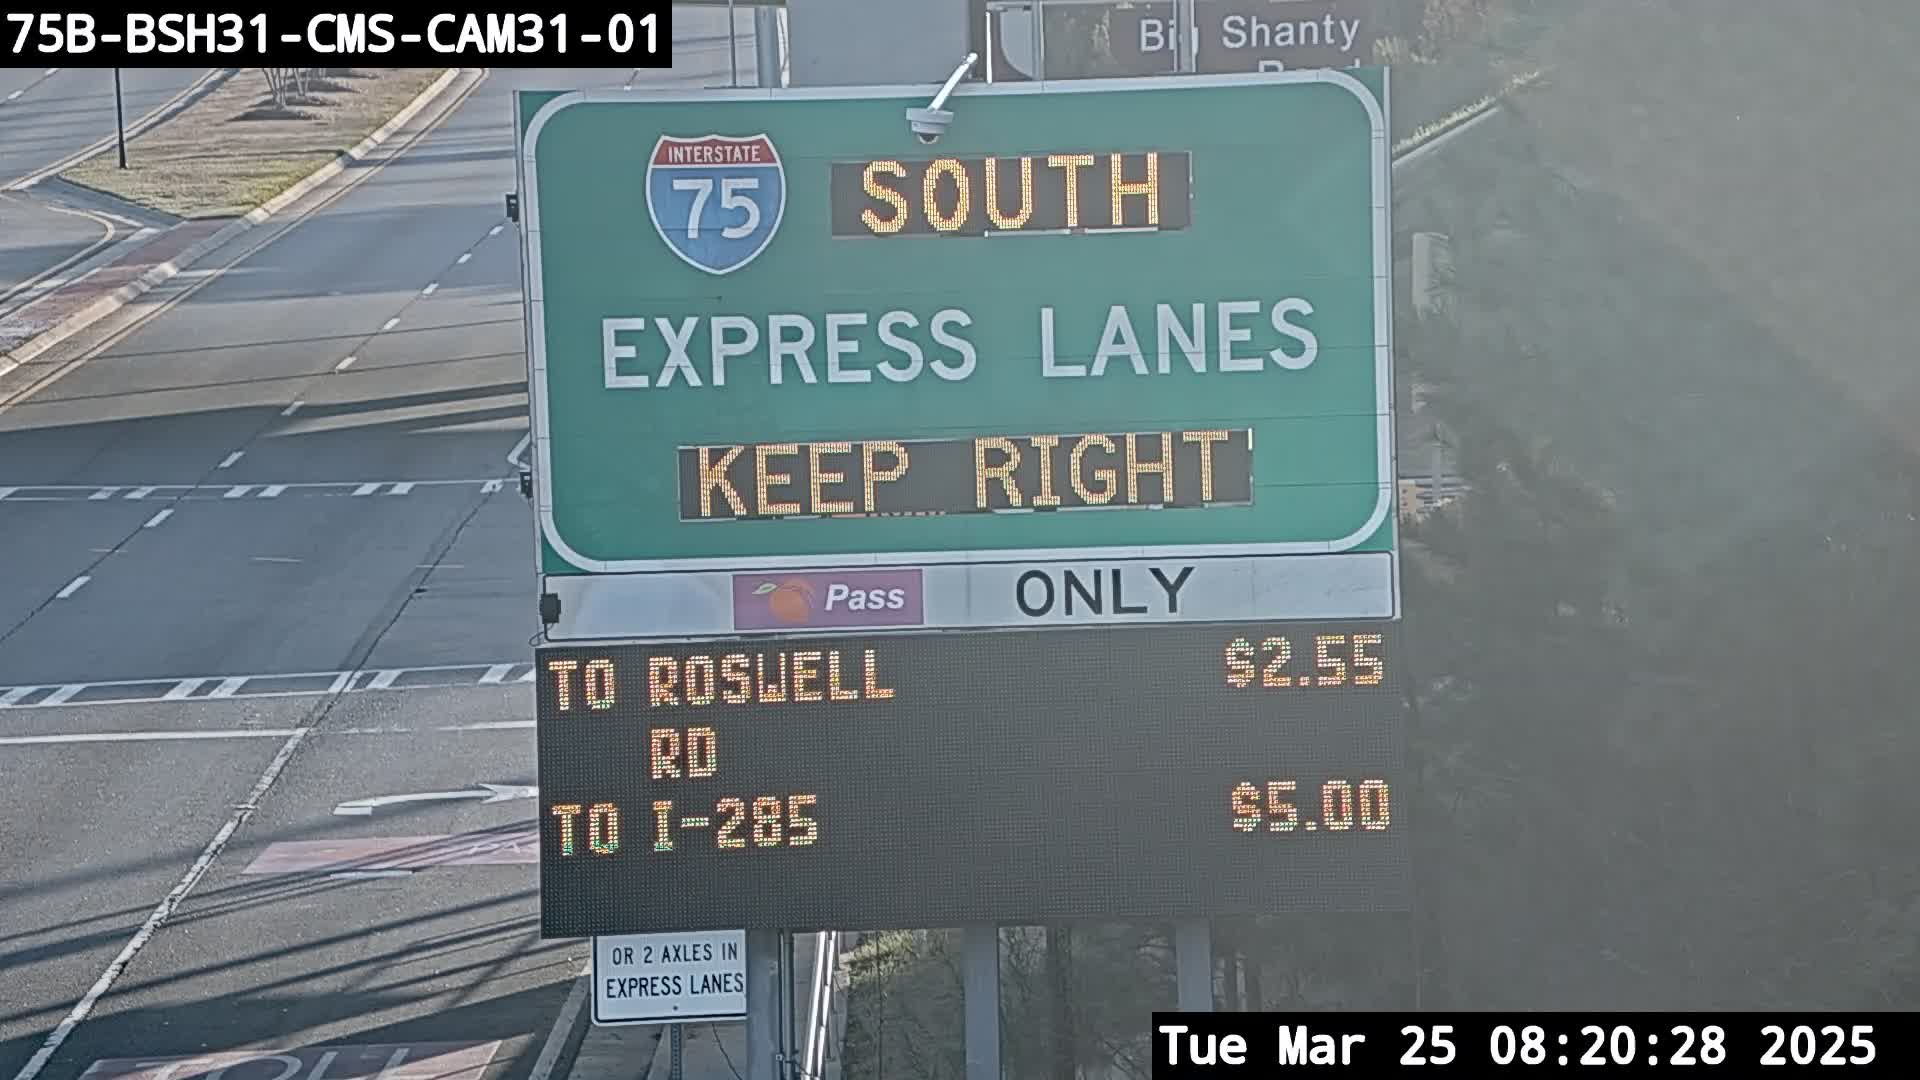 75B-BSH31-CMS-CAM31-01
Big Shanty
Road
INTERSTATE
75
SOUTH
EXPRESS LANES
KEEP RIGHT
Pass
ONLY
TO ROSWELL $2.55
RD
TO I-285 $5.00
OR 2 AXLES IN
EXPRESS LANES
Tue Mar 25 08:20:28 2025